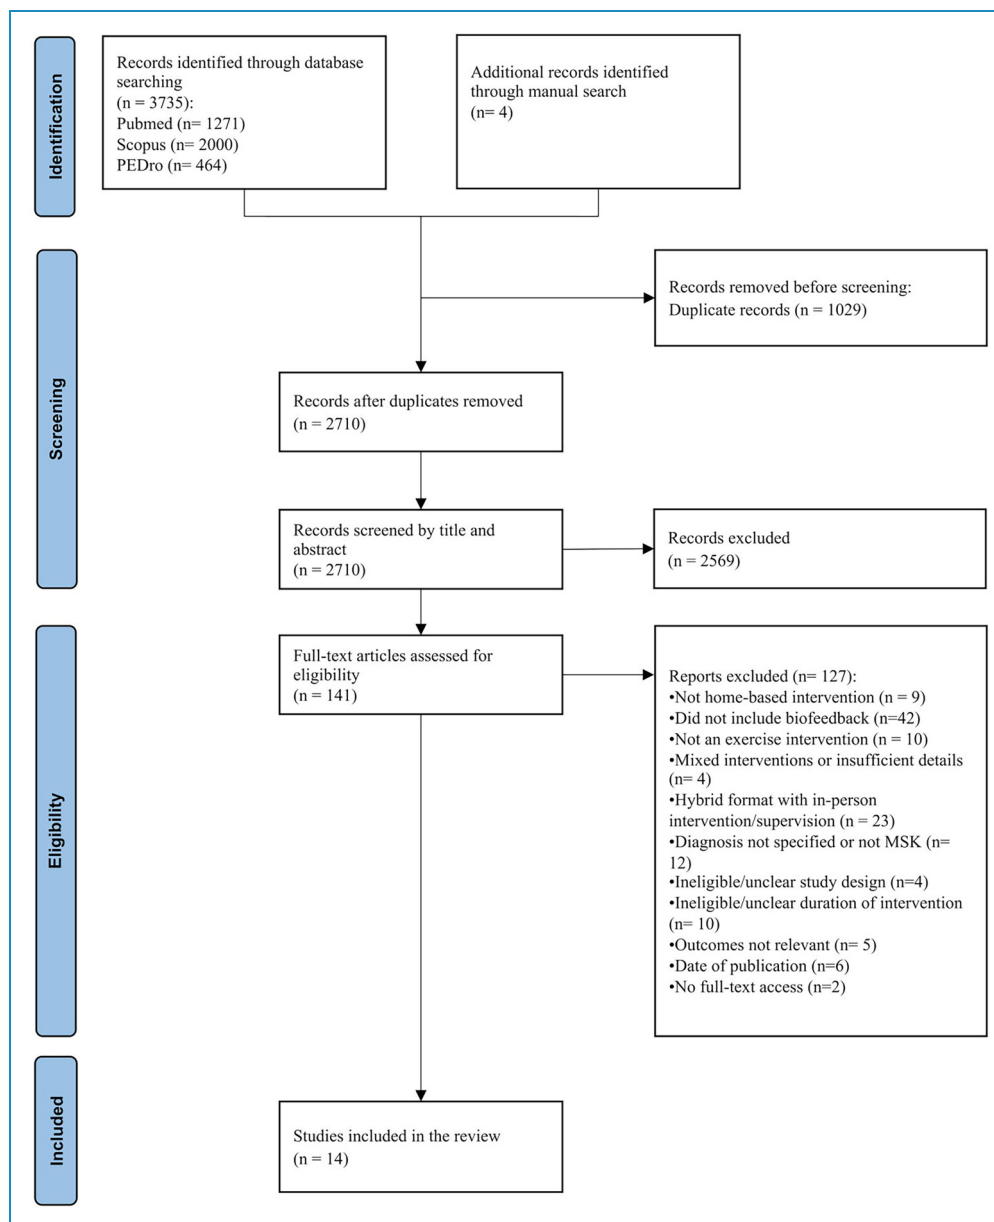 Identification
Records identified through database
searching
(n = 3735):
Pubmed (n= 1271)
Scopus (n= 2000)
PEDro (n= 464)
Additional records identified
through manual search
(n= 4)
Screening
Records removed before screening:
Duplicate records (n = 1029)
Records after duplicates removed
(n = 2710)
Records screened by title and
abstract
(n = 2710)
Records excluded
(n = 2569)
Eligibility
Full-text articles assessed for
eligibility
(n = 141)
Reports excluded (n= 127):
•Not home-based intervention (n = 9)
•Did not include biofeedback (n=42)
•Not an exercise intervention (n = 10)
•Mixed interventions or insufficient details
(n= 4)
•Hybrid format with in-person
intervention/supervision (n = 23)
•Diagnosis not specified or not MSK (n=
12)
•Ineligible/unclear study design (n=4)
•Ineligible/unclear duration of intervention
(n= 10)
•Outcomes not relevant (n= 5)
•Date of publication (n=6)
•No full-text access (n=2)
Included
Studies included in the review
(n = 14)